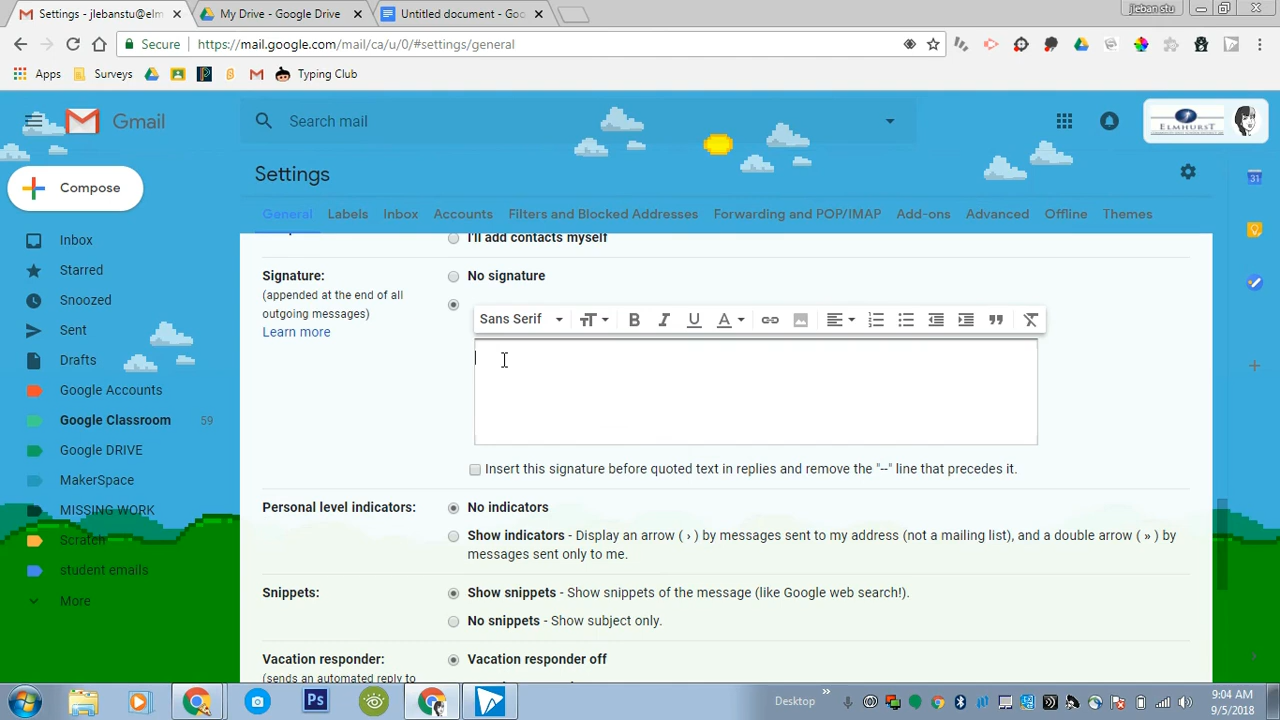 Settings - jlebanstu@elm
My Drive - Google Drive
Untitled document - Goo
jleban stu
Secure
https://mail.google.com/mail/ca/u/0/#settings/general
Apps
Surveys
Typing Club
Gmail
Search mail
ELMHURST
Compose
Settings
General
Labels
Inbox
Accounts
Filters and Blocked Addresses
Forwarding and POP/IMAP
Add-ons
Advanced
Offline
Themes
Inbox
Starred
Snoozed
Sent
Drafts
Google Accounts
Google Classroom 59
Google DRIVE
MakerSpace
MISSING WORK
Scratch
student emails
More
I'll add contacts myself
Signature:
(appended at the end of all
outgoing messages)
Learn more
No signature
Sans Serif
Insert this signature before quoted text in replies and remove the "--" line that precedes it.
Personal level indicators:
No indicators
Show indicators - Display an arrow ( › ) by messages sent to my address (not a mailing list), and a double arrow ( » ) by
messages sent only to me.
Snippets:
Show snippets - Show snippets of the message (like Google web search!).
No snippets - Show subject only.
Vacation responder:
(sends an automated reply to
Vacation responder off
31
Ps
Desktop
9:04 AM
9/5/2018